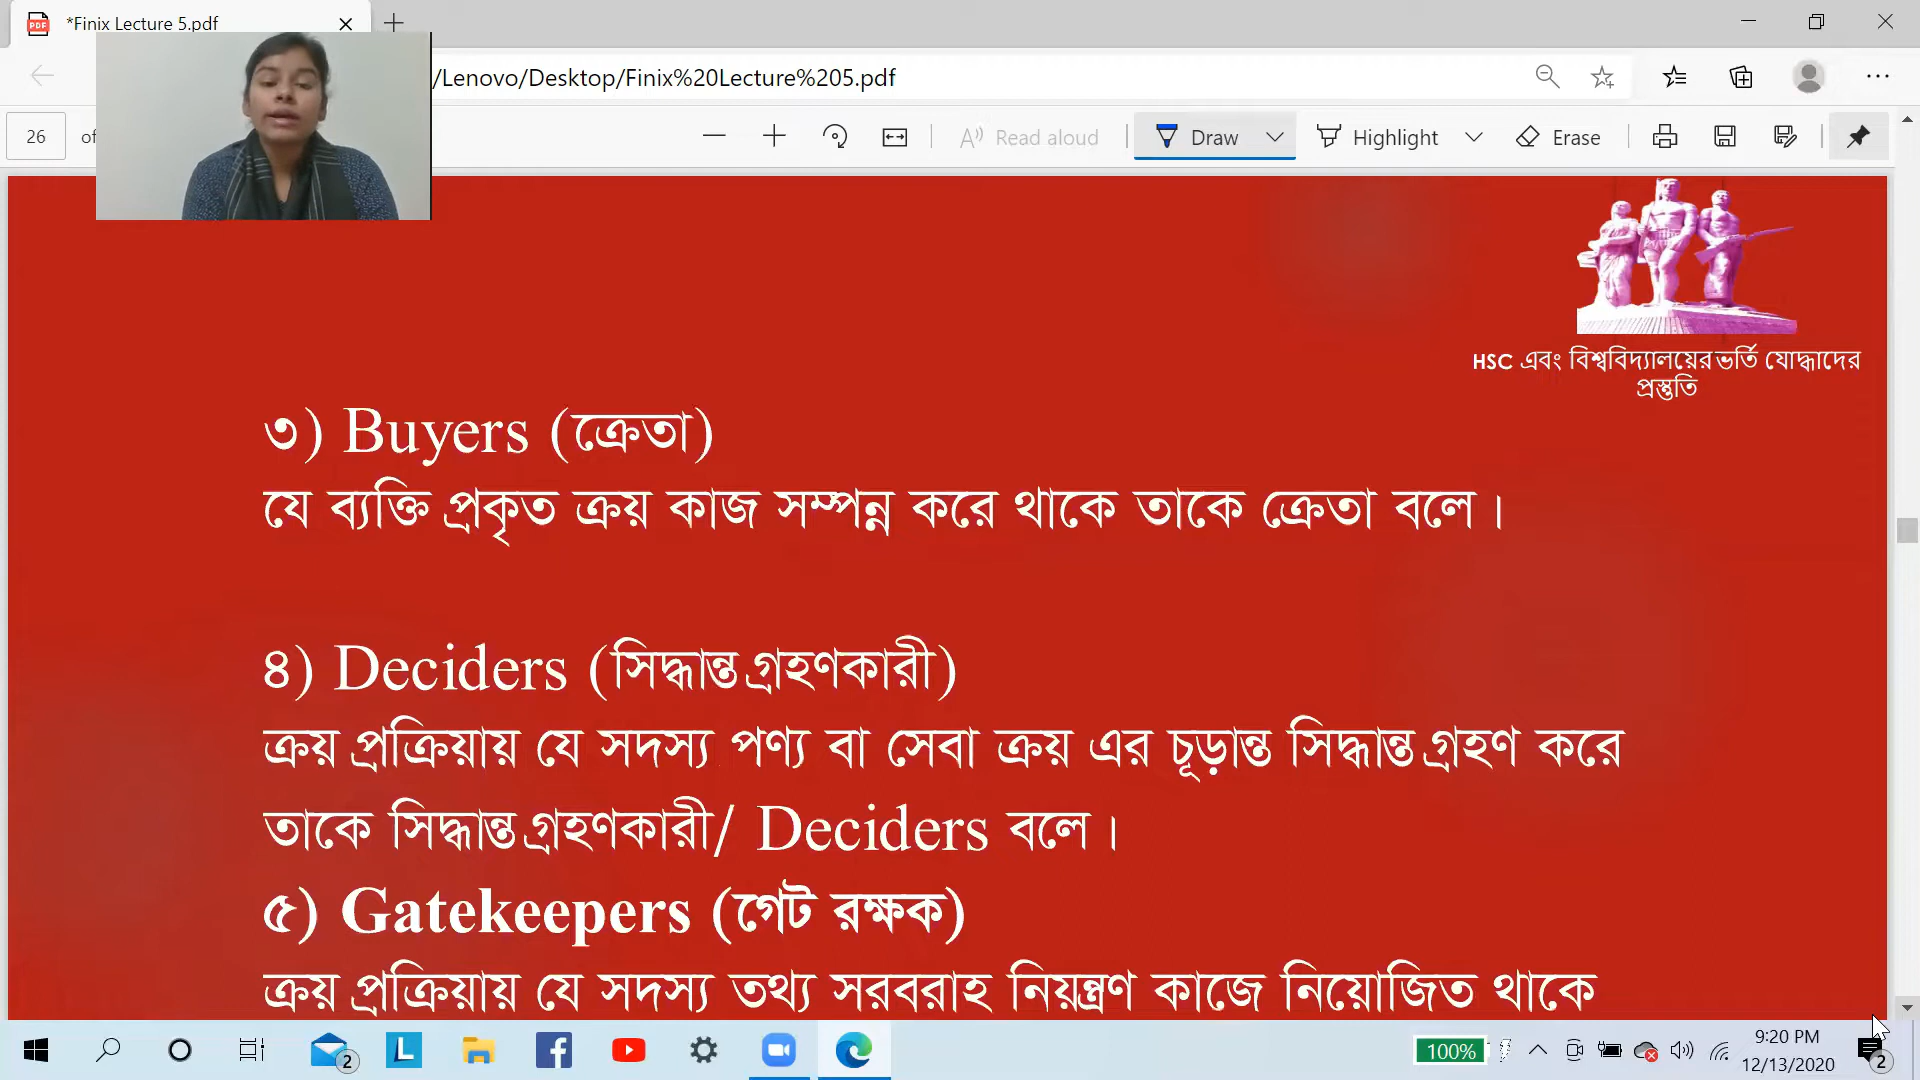 *Finix Lecture 5.pdf
/Lenovo/Desktop/Finix%20Lecture%205.pdf
26 of
Read aloud Draw Highlight Erase
HSC এবং বিশ্ববিদ্যালয়ের ভর্তি যোদ্ধাদের
প্রস্তুতি
৩) Buyers (ক্রেতা)
যে ব্যক্তি প্রকৃত ক্রয় কাজ সম্পন্ন করে থাকে তাকে ক্রেতা বলে।
৪) Deciders (সিদ্ধান্ত গ্রহণকারী)
ক্রয় প্রক্রিয়ায় যে সদস্য পণ্য বা সেবা ক্রয় এর চূড়ান্ত সিদ্ধান্ত গ্রহণ করে
তাকে সিদ্ধান্ত গ্রহণকারী/ Deciders বলে।
৫) Gatekeepers (গেট রক্ষক)
ক্রয় প্রক্রিয়ায় যে সদস্য তথ্য সরবরাহ নিয়ন্ত্রণ কাজে নিয়োজিত থাকে
2
L
100%
9:20 PM
12/13/2020
2